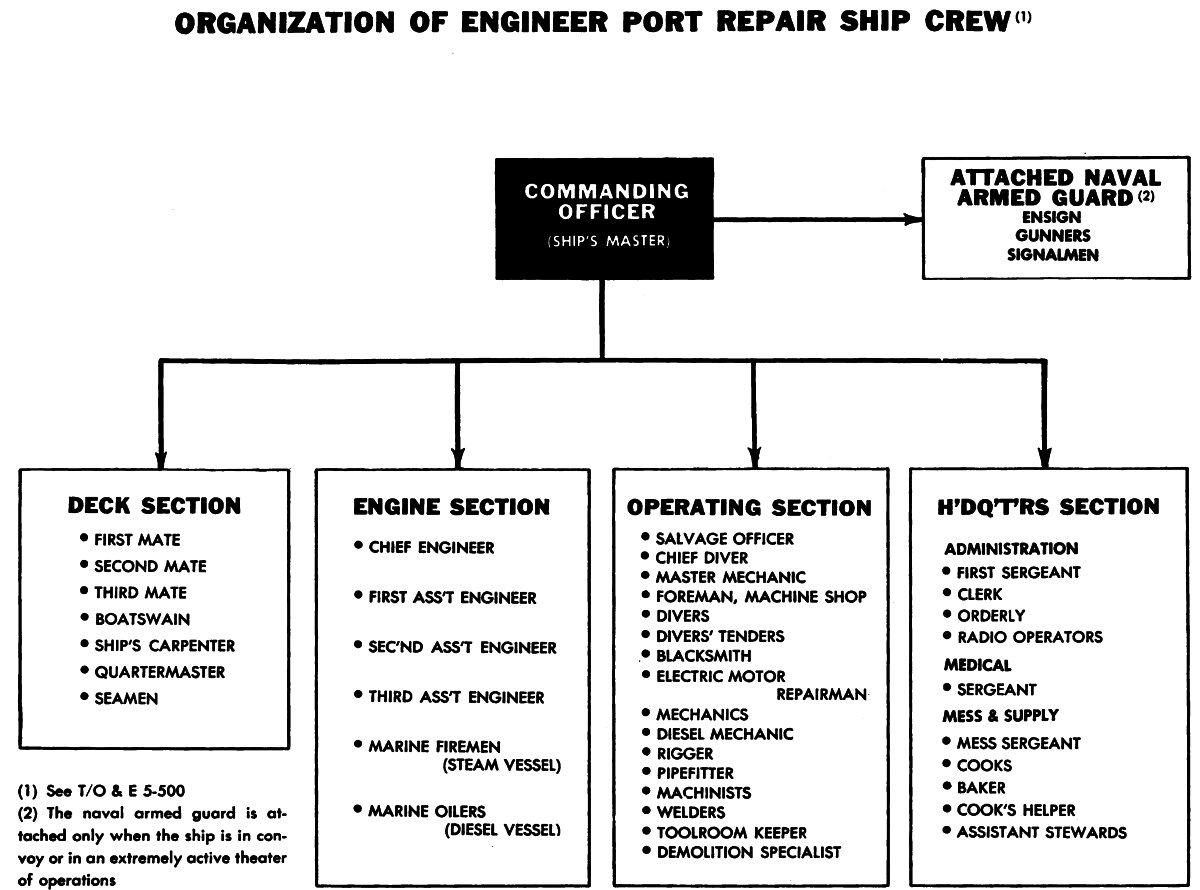 ORGANIZATION OF ENGINEER PORT REPAIR SHIP CREW (1)
COMMANDING
OFFICER
(SHIP'S MASTER)
ATTACHED NAVAL
ARMED GUARD (2)
ENSIGN
GUNNERS
SIGNALMEN
DECK SECTION
• FIRST MATE
• SECOND MATE
• THIRD MATE
• BOATSWAIN
• SHIP'S CARPENTER
• QUARTERMASTER
• SEAMEN
ENGINE SECTION
• CHIEF ENGINEER
• FIRST ASS'T ENGINEER
• SEC'ND ASS'T ENGINEER
• THIRD ASS'T ENGINEER
• MARINE FIREMEN
(STEAM VESSEL)
• MARINE OILERS
(DIESEL VESSEL)
OPERATING SECTION
• SALVAGE OFFICER
• CHIEF DIVER
• MASTER MECHANIC
• FOREMAN, MACHINE SHOP
• DIVERS
• DIVERS' TENDERS
• BLACKSMITH
• ELECTRIC MOTOR
REPAIRMAN
• MECHANICS
• DIESEL MECHANIC
• RIGGER
• PIPEFITTER
• MACHINISTS
• WELDERS
• TOOLROOM KEEPER
• DEMOLITION SPECIALIST
H'DQ'T'RS SECTION
ADMINISTRATION
• FIRST SERGEANT
• CLERK
• ORDERLY
• RADIO OPERATORS
MEDICAL
• SERGEANT
MESS & SUPPLY
• MESS SERGEANT
• COOKS
• BAKER
• COOK'S HELPER
• ASSISTANT STEWARDS
(1) See T/O & E 5-500
(2) The naval armed guard is at-
tached only when the ship is in con-
voy or in an extremely active theater
of operations